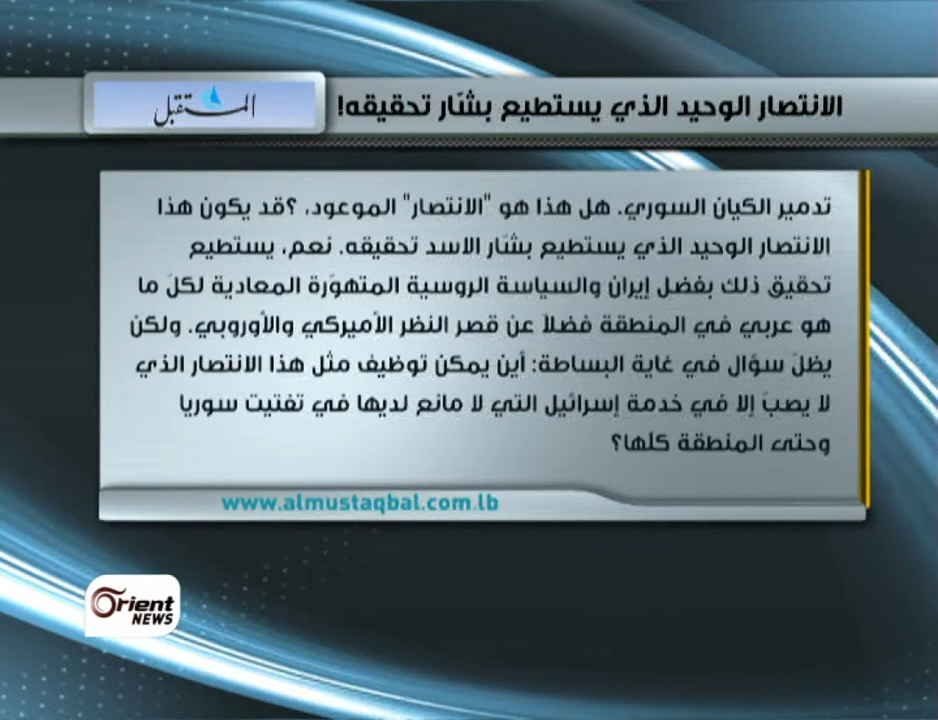 المستقبل
الانتصار الوحيد الذي يستطيع بشّار تحقيقه!
تدمير الكيان السوري. هل هذا هو "الانتصار" الموعود، ؟قد يكون هذا
الانتصار الوحيد الذي يستطيع بشّار الاسد تحقيقه. نعم، يستطيع
تحقيق ذلك بفضل إيران والسياسة الروسية المتهوّرة المعادية لكلّ ما
هو عربي في المنطقة فضلاً عن قصر النظر الأميركي والأوروبي. ولكن
يظلّ سؤال في غاية البساطة: أين يمكن توظيف مثل هذا الانتصار الذي
لا يصبّ إلا في خدمة إسرائيل التي لا مانع لديها في تفتيت سوريا
وحتى المنطقة كلّها؟
www.almustaqbal.com.lb
Orient
NEWS